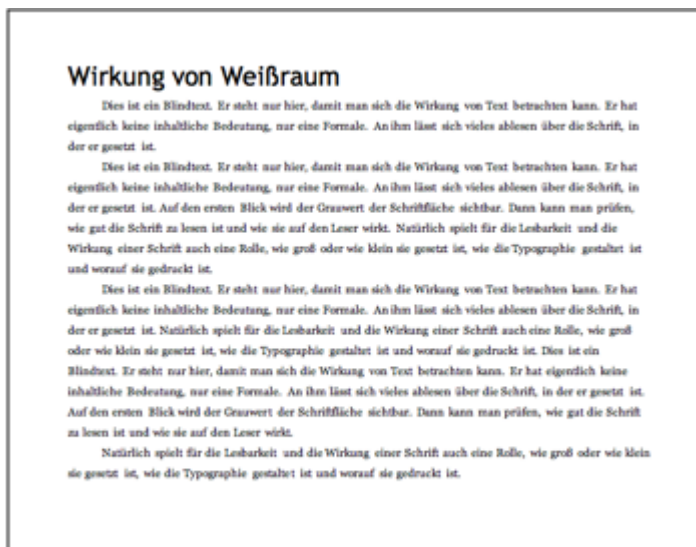 Wirkung von Weißraum
Dies ist ein Blindtext. Er steht nur hier, damit man sich die Wirkung von Text betrachten kann. Er hat
eigentlich keine inhaltliche Bedeutung, nur eine Formale. An ihm lässt sich vieles ablesen über die Schrift, in
der er gesetzt ist.
Dies ist ein Blindtext. Er steht nur hier, damit man sich die Wirkung von Text betrachten kann. Er hat
eigentlich keine inhaltliche Bedeutung, nur eine Formale. An ihm lässt sich vieles ablesen über die Schrift, in
der er gesetzt ist. Auf den ersten Blick wird der Grauwert der Schriftfläche sichtbar. Dann kann man prüfen,
wie gut die Schrift zu lesen ist und wie sie auf den Leser wirkt. Natürlich spielt für die Lesbarkeit und die
Wirkung einer Schrift auch eine Rolle, wie groß oder wie klein sie gesetzt ist, wie die Typographie gestaltet ist
und worauf sie gedruckt ist.
Dies ist ein Blindtext. Er steht nur hier, damit man sich die Wirkung von Text betrachten kann. Er hat
eigentlich keine inhaltliche Bedeutung, nur eine Formale. An ihm lässt sich vieles ablesen über die Schrift, in
der er gesetzt ist. Natürlich spielt für die Lesbarkeit und die Wirkung einer Schrift auch eine Rolle, wie groß
oder wie klein sie gesetzt ist, wie die Typographie gestaltet ist und worauf sie gedruckt ist. Dies ist ein
Blindtext. Er steht nur hier, damit man sich die Wirkung von Text betrachten kann. Er hat eigentlich keine
inhaltliche Bedeutung, nur eine Formale. An ihm lässt sich vieles ablesen über die Schrift, in der er gesetzt ist.
Auf den ersten Blick wird der Grauwert der Schriftfläche sichtbar. Dann kann man prüfen, wie gut die Schrift
zu lesen ist und wie sie auf den Leser wirkt.
Natürlich spielt für die Lesbarkeit und die Wirkung einer Schrift auch eine Rolle, wie groß oder wie klein
sie gesetzt ist, wie die Typographie gestaltet ist und worauf sie gedruckt ist.